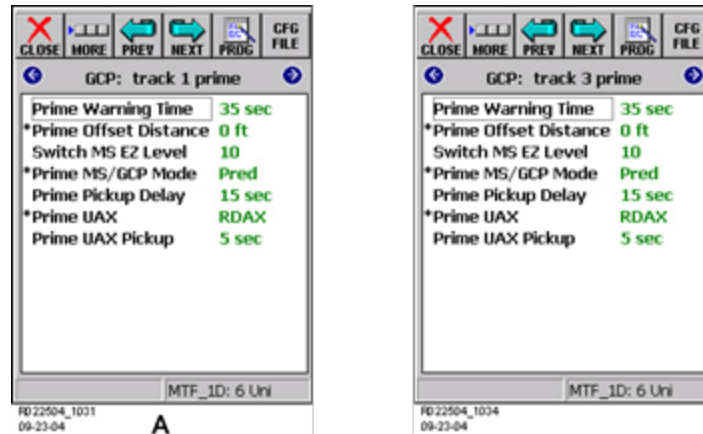 CLOSE MORE PREV NEXT PROG CFG FILE
GCP: track 1 prime
Prime Warning Time 35 sec
*Prime Offset Distance 0 ft
Switch MS EZ Level 10
*Prime MS/GCP Mode Pred
Prime Pickup Delay 15 sec
*Prime UAX RDAX
Prime UAX Pickup 5 sec
MTF_1D: 6 Uni
RD22504_1031
09-23-04
A
CLOSE MORE PREV NEXT PROG CFG FILE
GCP: track 3 prime
Prime Warning Time 35 sec
*Prime Offset Distance 0 ft
Switch MS EZ Level 10
*Prime MS/GCP Mode Pred
Prime Pickup Delay 15 sec
*Prime UAX RDAX
Prime UAX Pickup 5 sec
MTF_1D: 6 Uni
RD22504_1034
09-23-04